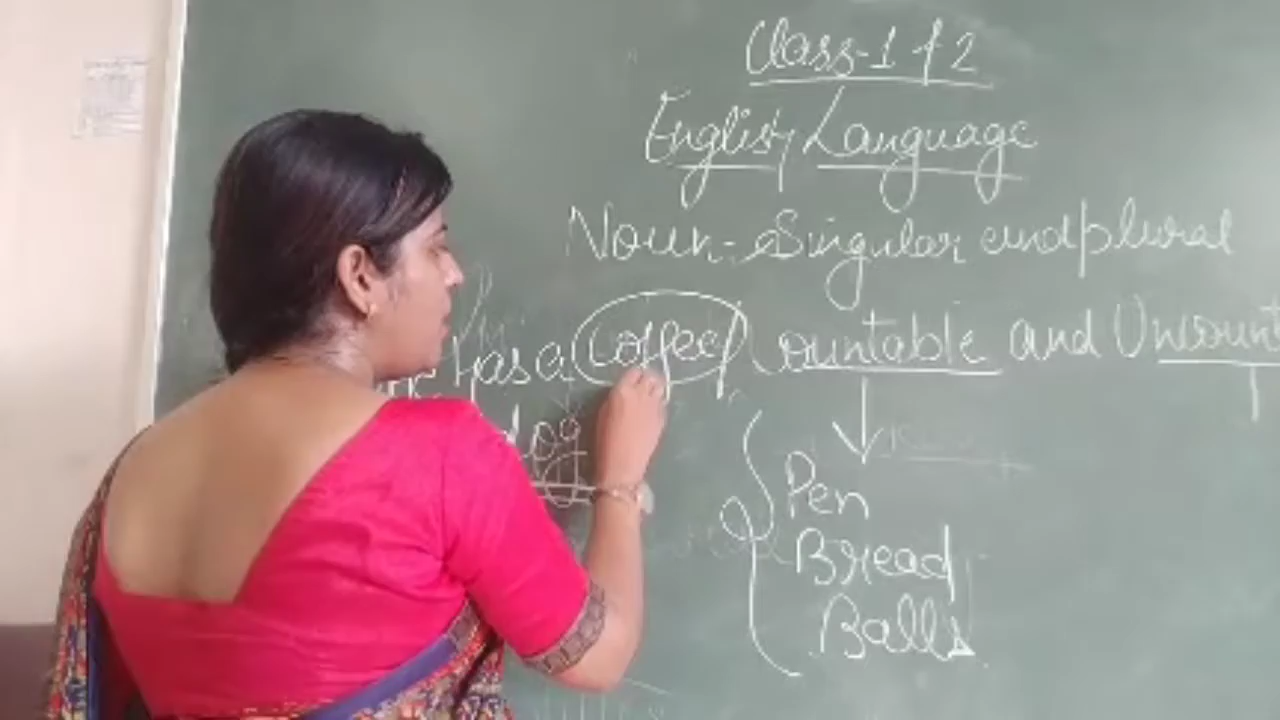 Class-1 & 2
English Language
Noun- Singular and plural
has a coffee
Countable and Uncount
dog
Pen
Bread
Balls